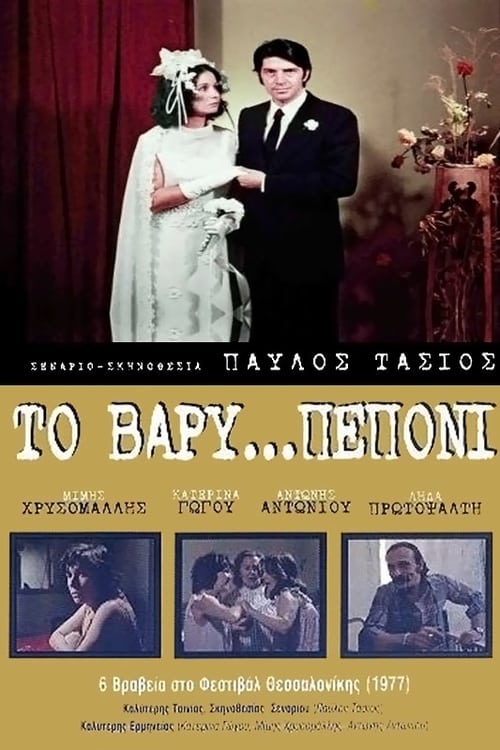 ΣΕΝΑΡΙΟ-ΣΚΗΝΟΘΕΣΙΑ ΠΑΥΛΟΣ ΤΑΣΙΟΣ
ΤΟ ΒΑΡΥ...ΠΕΠΟΝΙ
ΜΙΜΗΣ ΚΑΤΕΡΙΝΑ ΑΝΤΩΝΗΣ ΛΗΔΑ
ΧΡΥΣΟΜΑΛΛΗΣ ΓΩΓΟΥ ΑΝΤΩΝΙΟΥ ΠΡΩΤΟΨΑΛΤΗ
6 Βραβεία στο Φεστιβάλ Θεσσαλονίκης (1977)
Καλύτερης Ταινίας, Σκηνοθεσίας, Σεναρίου (Παύλου Τάσιος)
Καλύτερης Ερμηνείας (Κατερίνα Γώγου, Μίμης Χρυσομάλλης, Αντώνης Αντωνίου)